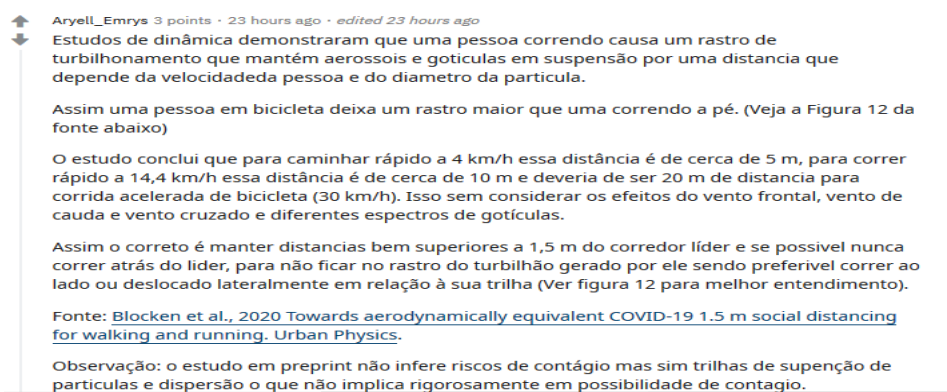 Aryell_Emrys 3 points · 23 hours ago · edited 23 hours ago
Estudos de dinâmica demonstraram que uma pessoa correndo causa um rastro de
turbilhonamento que mantém aerossois e goticulas em suspensão por uma distancia que
depende da velocidadeda pessoa e do diametro da particula.
Assim uma pessoa em bicicleta deixa um rastro maior que uma correndo a pé. (Veja a Figura 12 da
fonte abaixo)
O estudo conclui que para caminhar rápido a 4 km/h essa distância é de cerca de 5 m, para correr
rápido a 14,4 km/h essa distância é de cerca de 10 m e deveria de ser 20 m de distancia para
corrida acelerada de bicicleta (30 km/h). Isso sem considerar os efeitos do vento frontal, vento de
cauda e vento cruzado e diferentes espectros de gotículas.
Assim o correto é manter distancias bem superiores a 1,5 m do corredor líder e se possivel nunca
correr atrás do lider, para não ficar no rastro do turbilhão gerado por ele sendo preferivel correr ao
lado ou deslocado lateralmente em relação à sua trilha (Ver figura 12 para melhor entendimento).
Fonte: Blocken et al., 2020 Towards aerodynamically equivalent COVID-19 1.5 m social distancing
for walking and running. Urban Physics.
Observação: o estudo em preprint não infere riscos de contágio mas sim trilhas de supenção de
particulas e dispersão o que não implica rigorosamente em possibilidade de contagio.